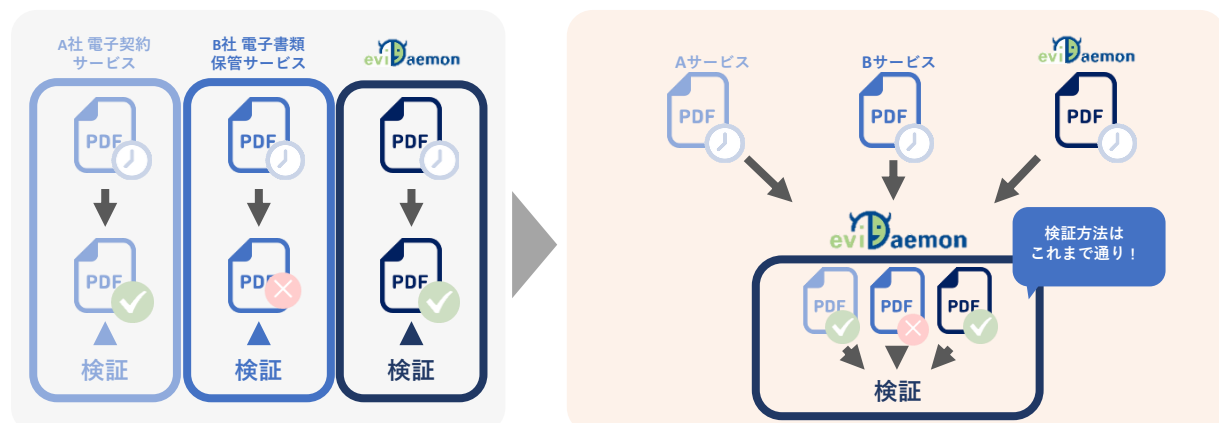 A社 電子契約
サービス
B社 電子書類
保管サービス
eviDaemon
PDF
PDF
PDF
PDF
PDF
PDF
検証
検証
検証
Aサービス
Bサービス
eviDaemon
PDF
PDF
PDF
eviDaemon
検証方法は
これまで通り！
PDF
PDF
PDF
検証